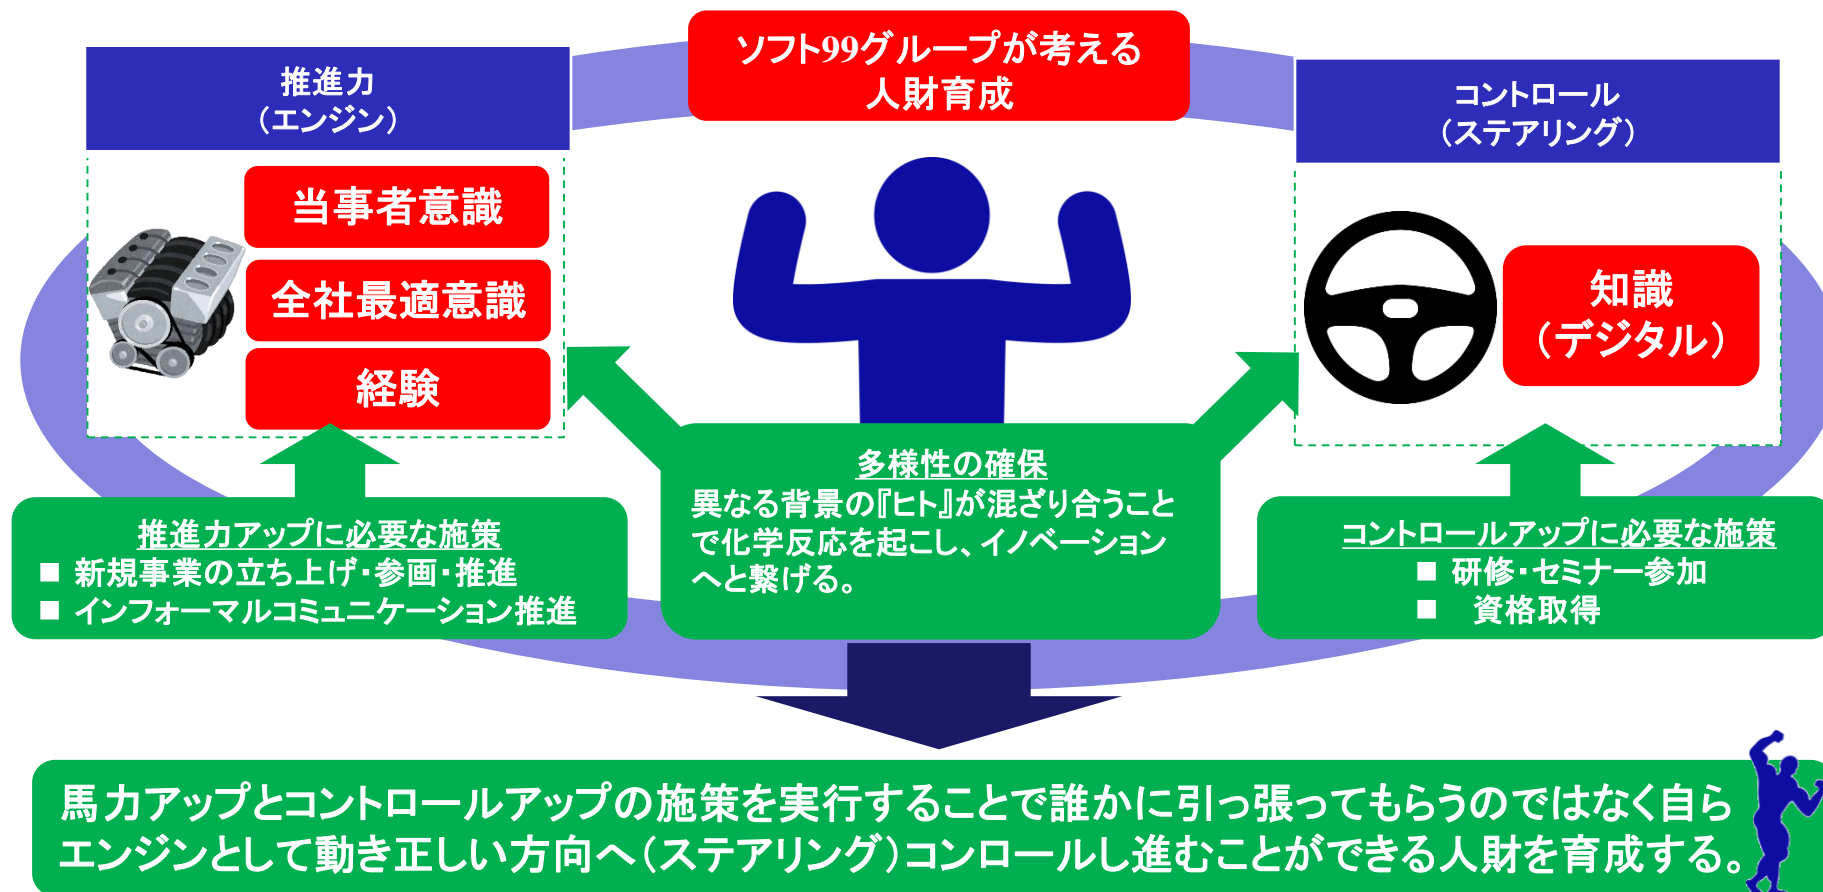 ソフト99グループが考える
人財育成
推進力
（エンジン）
当事者意識
全社最適意識
経験
コントロール
（ステアリング）
知識
（デジタル）
多様性の確保
異なる背景の『ヒト』が混ざり合うこと
で化学反応を起こし、イノベーション
へと繋げる。
推進力アップに必要な施策
■ 新規事業の立ち上げ・参画・推進
■ インフォーマルコミュニケーション推進
コントロールアップに必要な施策
■ 研修・セミナー参加
■ 資格取得
馬力アップとコントロールアップの施策を実行することで誰かに引っ張ってもらうのではなく自ら
エンジンとして動き正しい方向へ（ステアリング）コンロールし進むことができる人財を育成する。